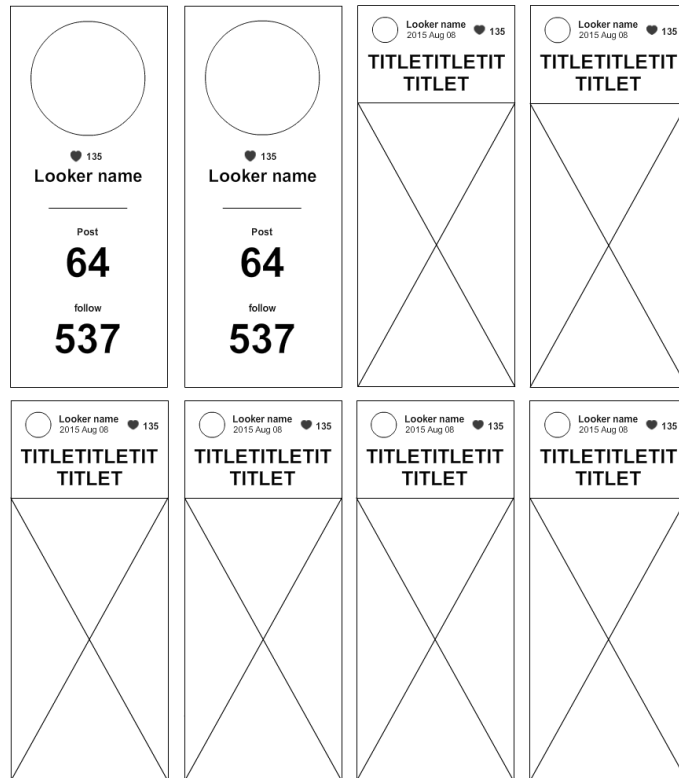 135
Looker name
Post
64
follow
537
135
Looker name
Post
64
follow
537
Looker name
2015 Aug 08
135
TITLETITLETIT
TITLET
Looker name
2015 Aug 08
135
TITLETITLETIT
TITLET
Looker name
2015 Aug 08
135
TITLETITLETIT
TITLET
Looker name
2015 Aug 08
135
TITLETITLETIT
TITLET
Looker name
2015 Aug 08
135
TITLETITLETIT
TITLET
Looker name
2015 Aug 08
135
TITLETITLETIT
TITLET